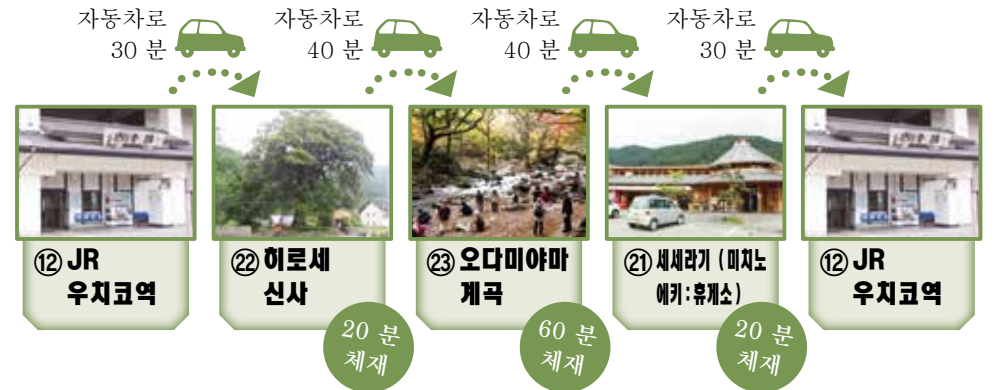 자동차로
30 분
자동차로
40 분
자동차로
40 분
자동차로
30 분
⑫ JR
우치코역
㉒ 히로세
신사
㉓ 오다미야마
계곡
㉑ 세세라기 (미치노
에키:휴게소)
⑫ JR
우치코역
20 분
체재
60 분
체재
20 분
체재